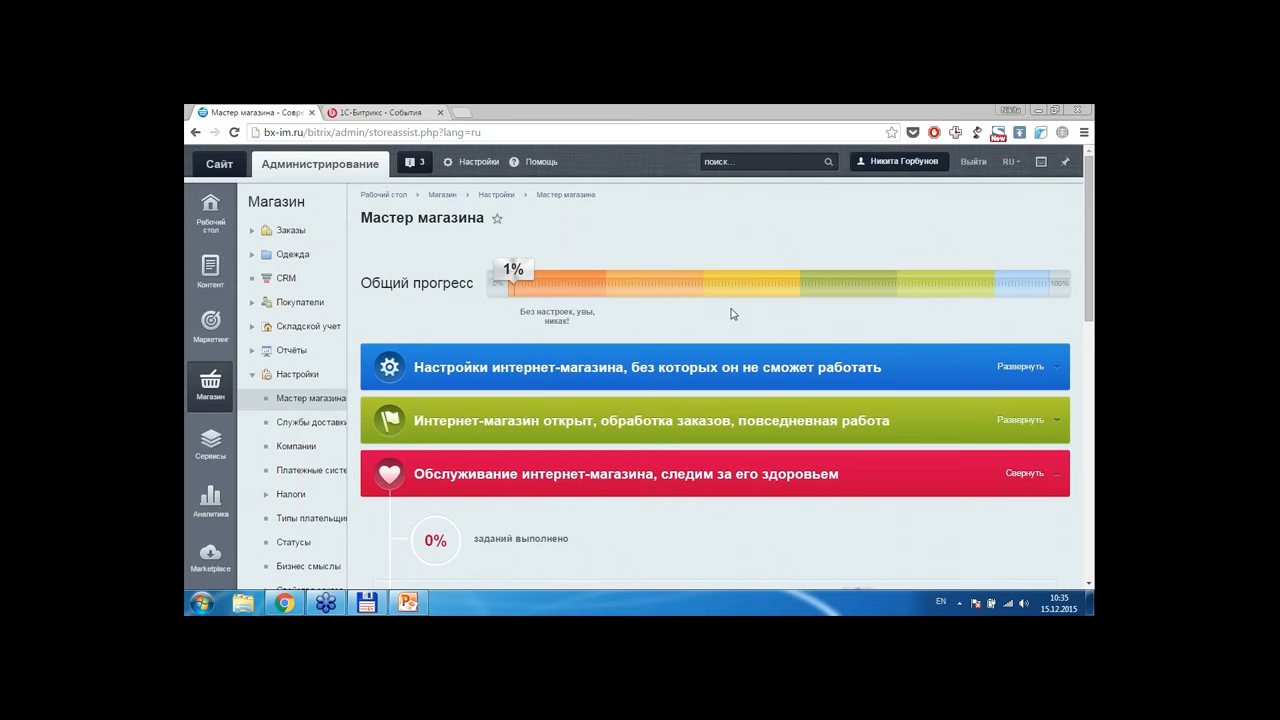 Мастер магазина - Совре
1С-Битрикс - События
Nikita
bx-im.ru/bitrix/admin/storeassist.php?lang=ru
New
Сайт
Администрирование
3
Настройки
Помощь
поиск...
Никита Горбунов
Выйти
RU
Рабочий стол
Контент
Маркетинг
Магазин
Сервисы
Аналитика
Marketplace
Магазин
Заказы
Одежда
CRM
Покупатели
Складской учет
Отчёты
Настройки
Мастер магазина
Службы доставки
Компании
Платежные систе
Налоги
Типы плательщи
Статусы
Бизнес смыслы
Рабочий стол
Магазин
Настройки
Мастер магазина
Мастер магазина
Общий прогресс
0%
1%
100%
Без настроек, увы,
никак!
Настройки интернет-магазина, без которых он не сможет работать
Развернуть
Интернет-магазин открыт, обработка заказов, повседневная работа
Развернуть
Обслуживание интернет-магазина, следим за его здоровьем
Свернуть
0%
заданий выполнено
EN
10:35
15.12.2015